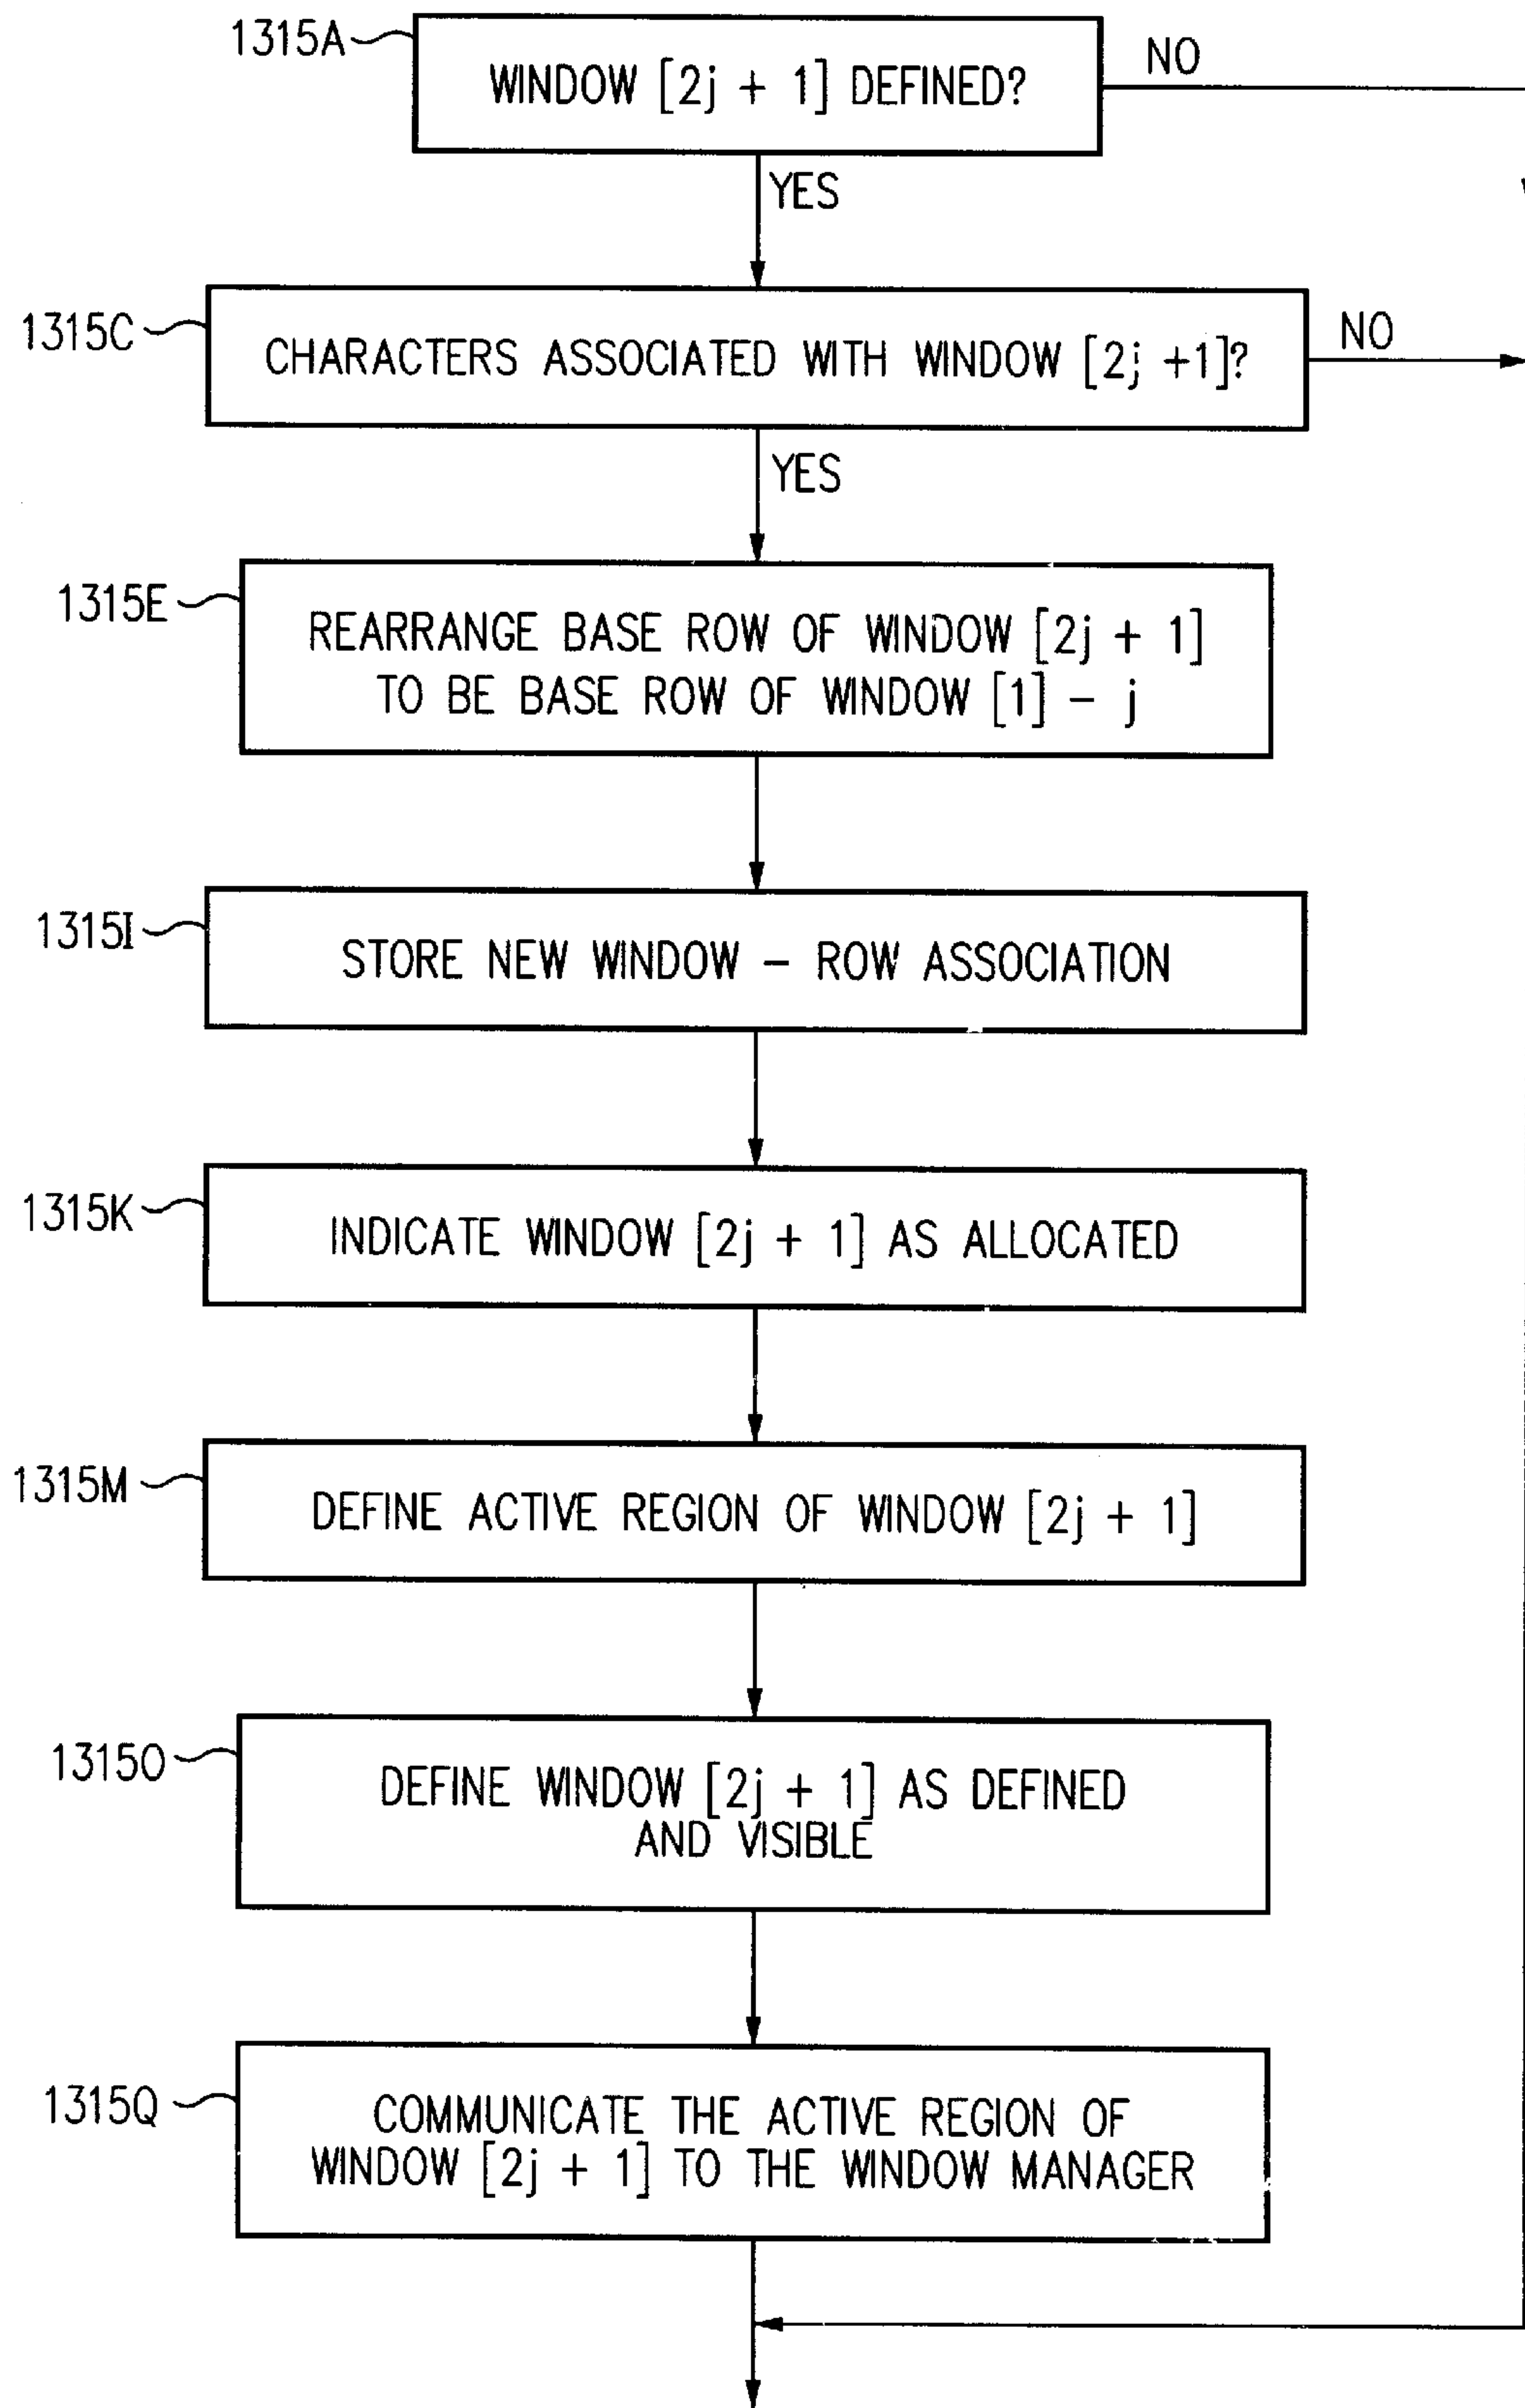 1315A
WINDOW [2j + 1] DEFINED?
NO
YES
1315C
CHARACTERS ASSOCIATED WITH WINDOW [2j +1]?
NO
YES
1315E
REARRANGE BASE ROW OF WINDOW [2j + 1]
TO BE BASE ROW OF WINDOW [1] – j
1315I
STORE NEW WINDOW – ROW ASSOCIATION
1315K
INDICATE WINDOW [2j + 1] AS ALLOCATED
1315M
DEFINE ACTIVE REGION OF WINDOW [2j + 1]
1315O
DEFINE WINDOW [2j + 1] AS DEFINED
AND VISIBLE
1315Q
COMMUNICATE THE ACTIVE REGION OF
WINDOW [2j + 1] TO THE WINDOW MANAGER